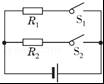 R₁ S₁
R₂ S₂